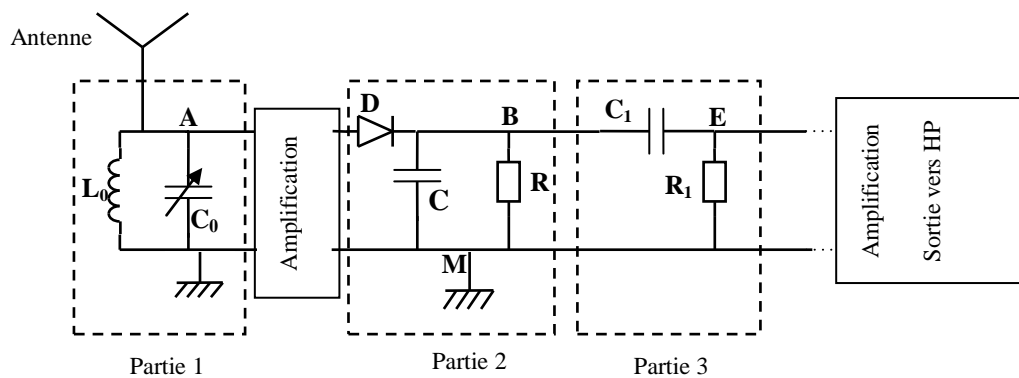 Antenne
A
D
B
C₁
E
L₀
C₀
Amplification
C
R
R₁
M
Amplification
Sortie vers HP
Partie 1
Partie 2
Partie 3